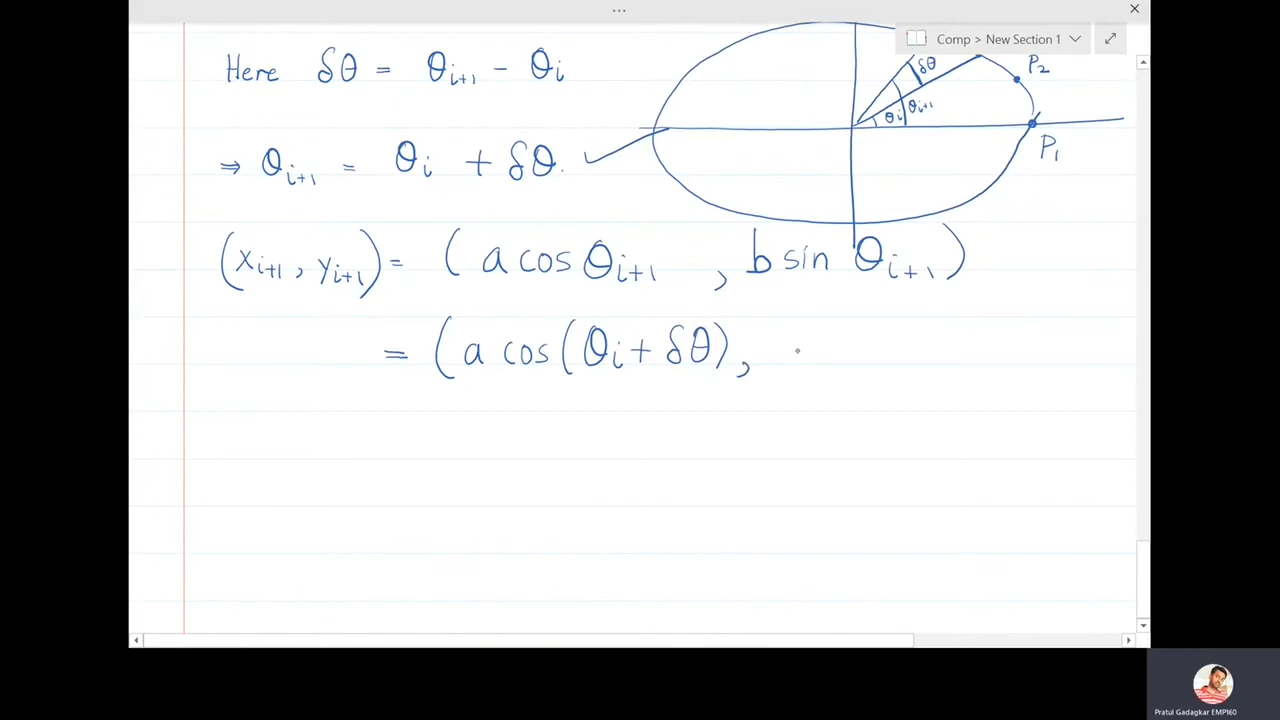 Comp > New Section 1
Here δθ = θi+1 − θi
δθ
θi θi+1
P2
P1
⇒ θi+1 = θi + δθ.
(xi+1, yi+1) = (a cos θi+1 , b sin θi+1)
= (a cos(θi + δθ),
Pratul Gadagkar EMP160